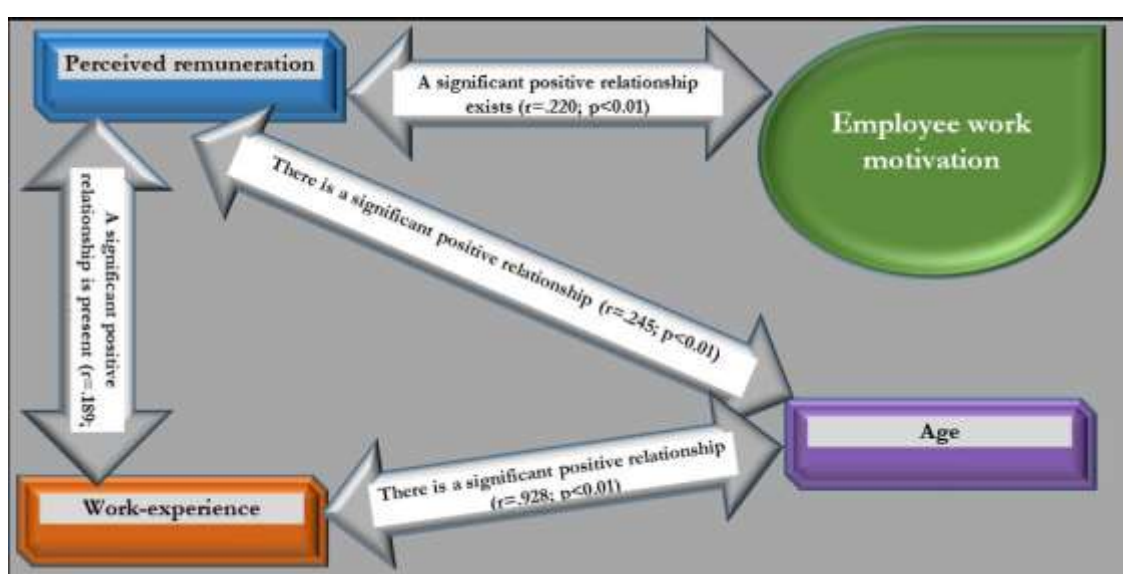 Perceived remuneration
A significant positive relationship
exists (r=.220; p<0.01)
Employee work
motivation
There is a significant positive relationship (r=.245; p<0.01)
A significant positive
relationship is present (r=.189;
Age
There is a significant positive relationship
(r=.928; p<0.01)
Work-experience